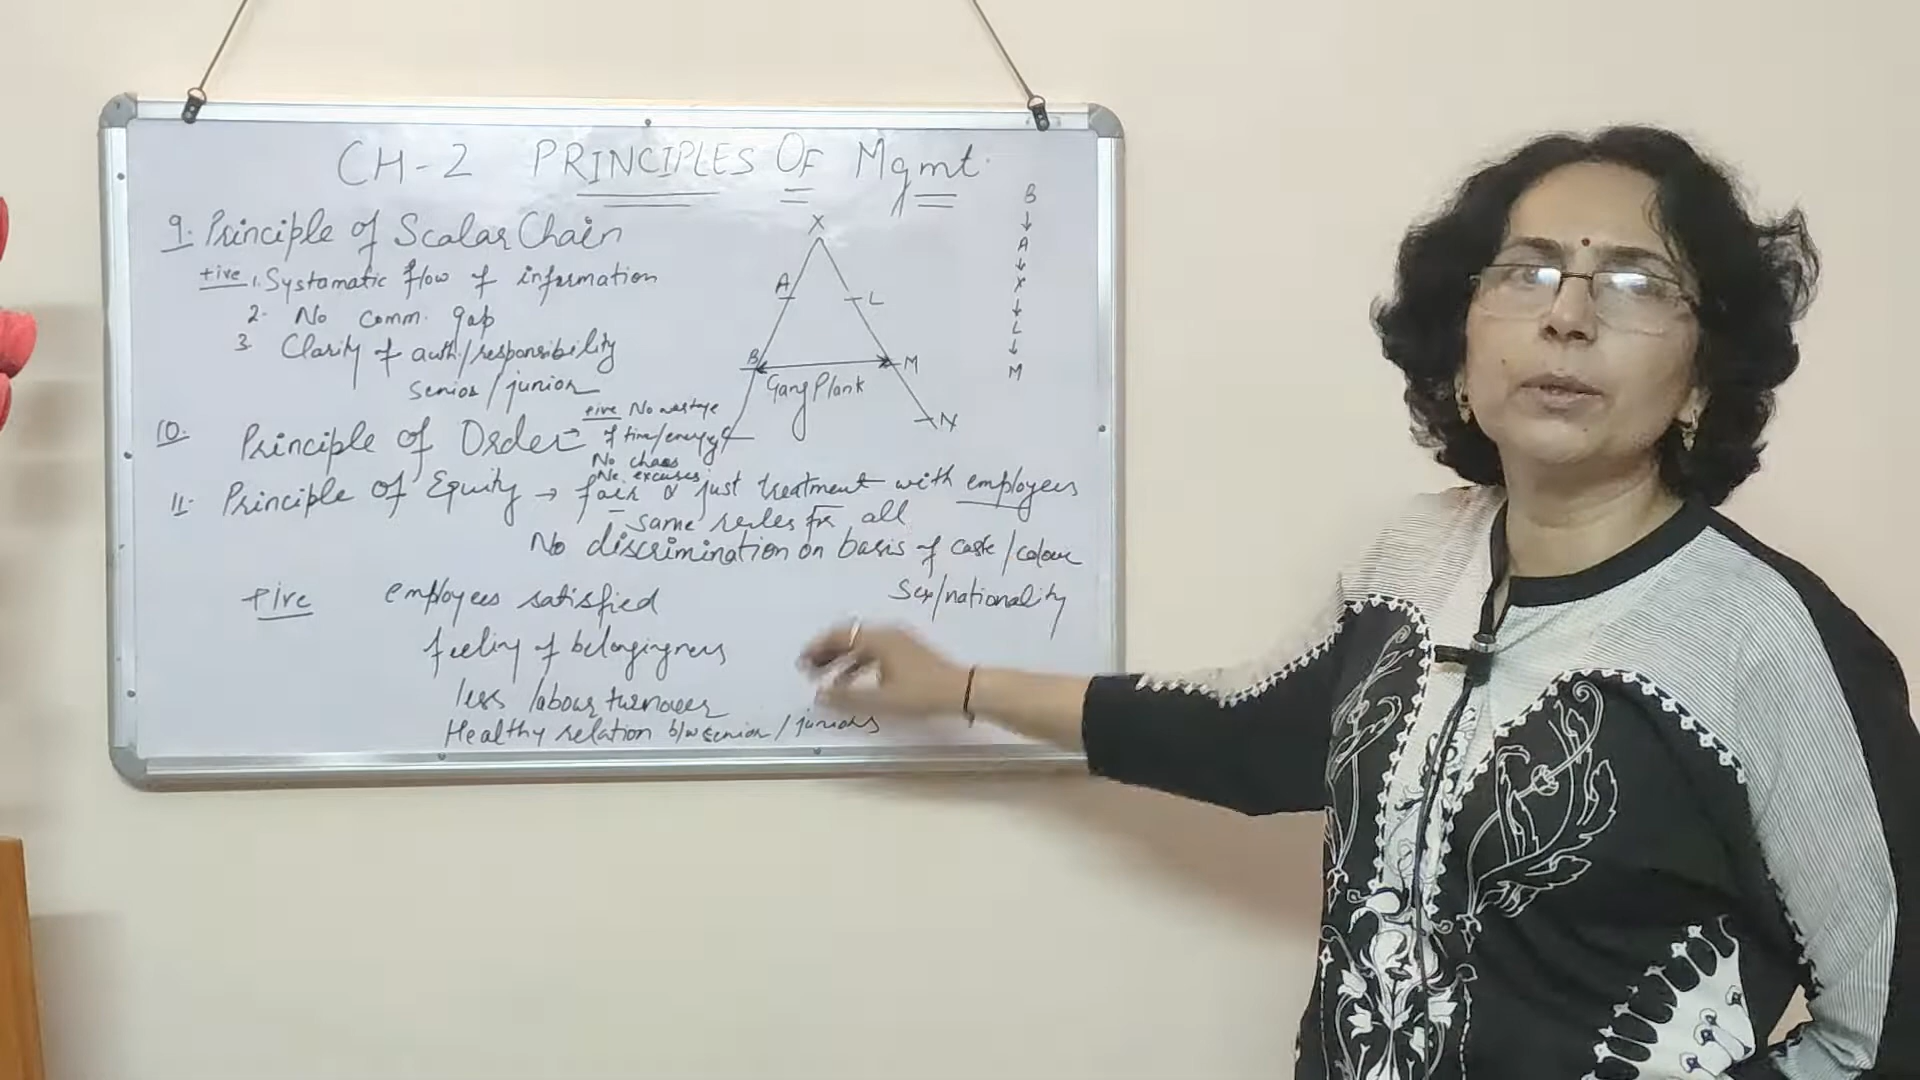 CH-2 PRINCIPLES OF Mgmt.
9. Principle of Scalar Chain
+ive 1. Systematic flow of information
2. No comm. gap
3. Clarity of auth/responsibility
senior/junior
X
A
L
B
M
Gang Plank
C
N
B
↓
A
↓
X
↓
L
↓
M
10. Principle of Order → +ive No wastage
of time/energy
No chaos
No excuses
11. Principle of Equity → fair & just treatment with employees
- same rules for all
No discrimination on basis of caste/colour
Sex/nationality
+ive employees satisfied
feeling of belongingness
less labour turnover
Healthy relation b/w senior/juniors